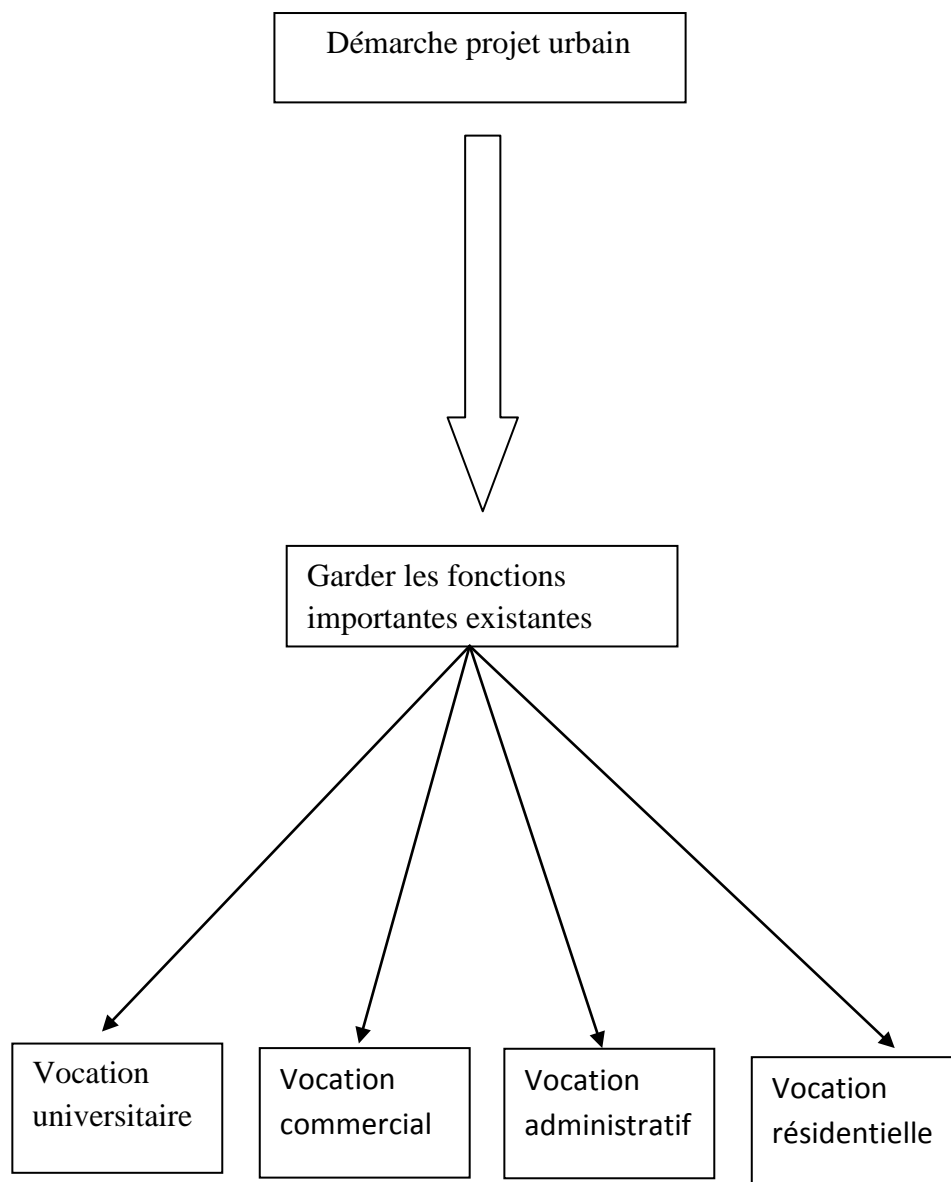 Démarche projet urbain
Garder les fonctions
importantes existantes
Vocation
universitaire
Vocation
commercial
Vocation
administratif
Vocation
résidentielle